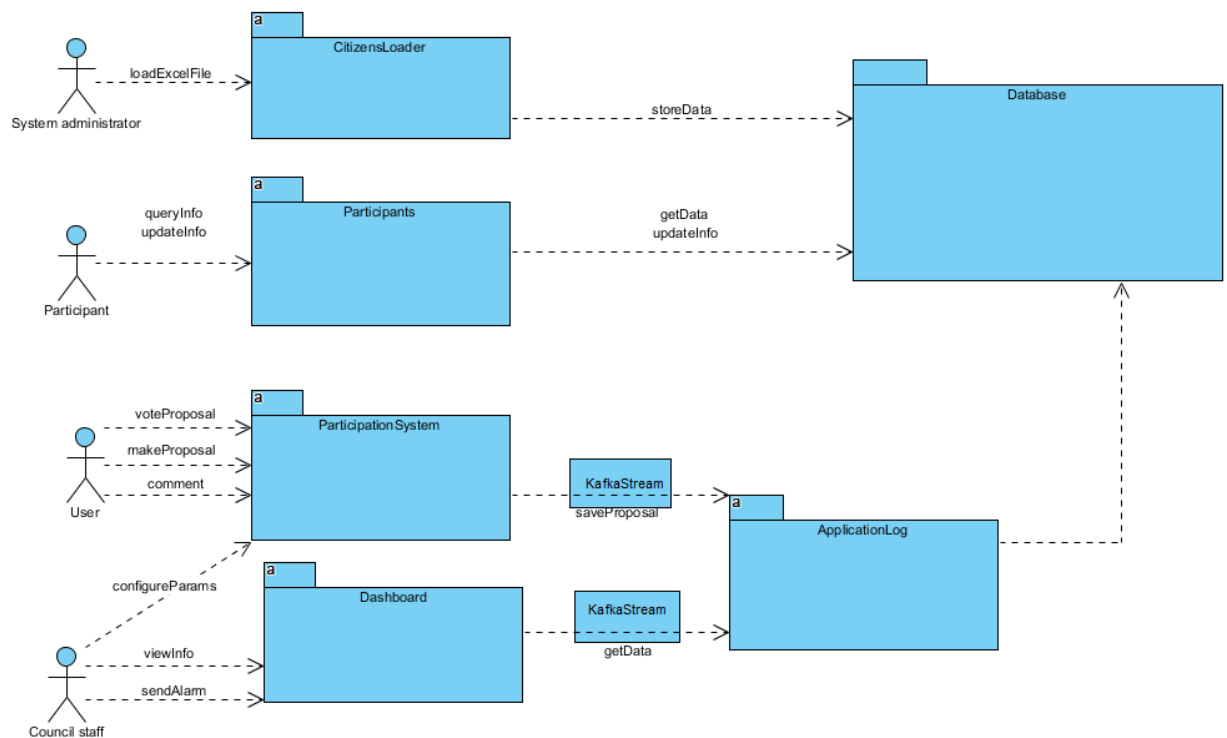 a
CitizensLoader
loadExcelFile
System administrator
storeData
Database
a
Participants
queryInfo
updateInfo
Participant
getData
updateInfo
a
ParticipationSystem
voteProposal
makeProposal
comment
User
KafkaStream
saveProposal
a
ApplicationLog
configureParams
a
Dashboard
KafkaStream
getData
viewInfo
sendAlarm
Council staff